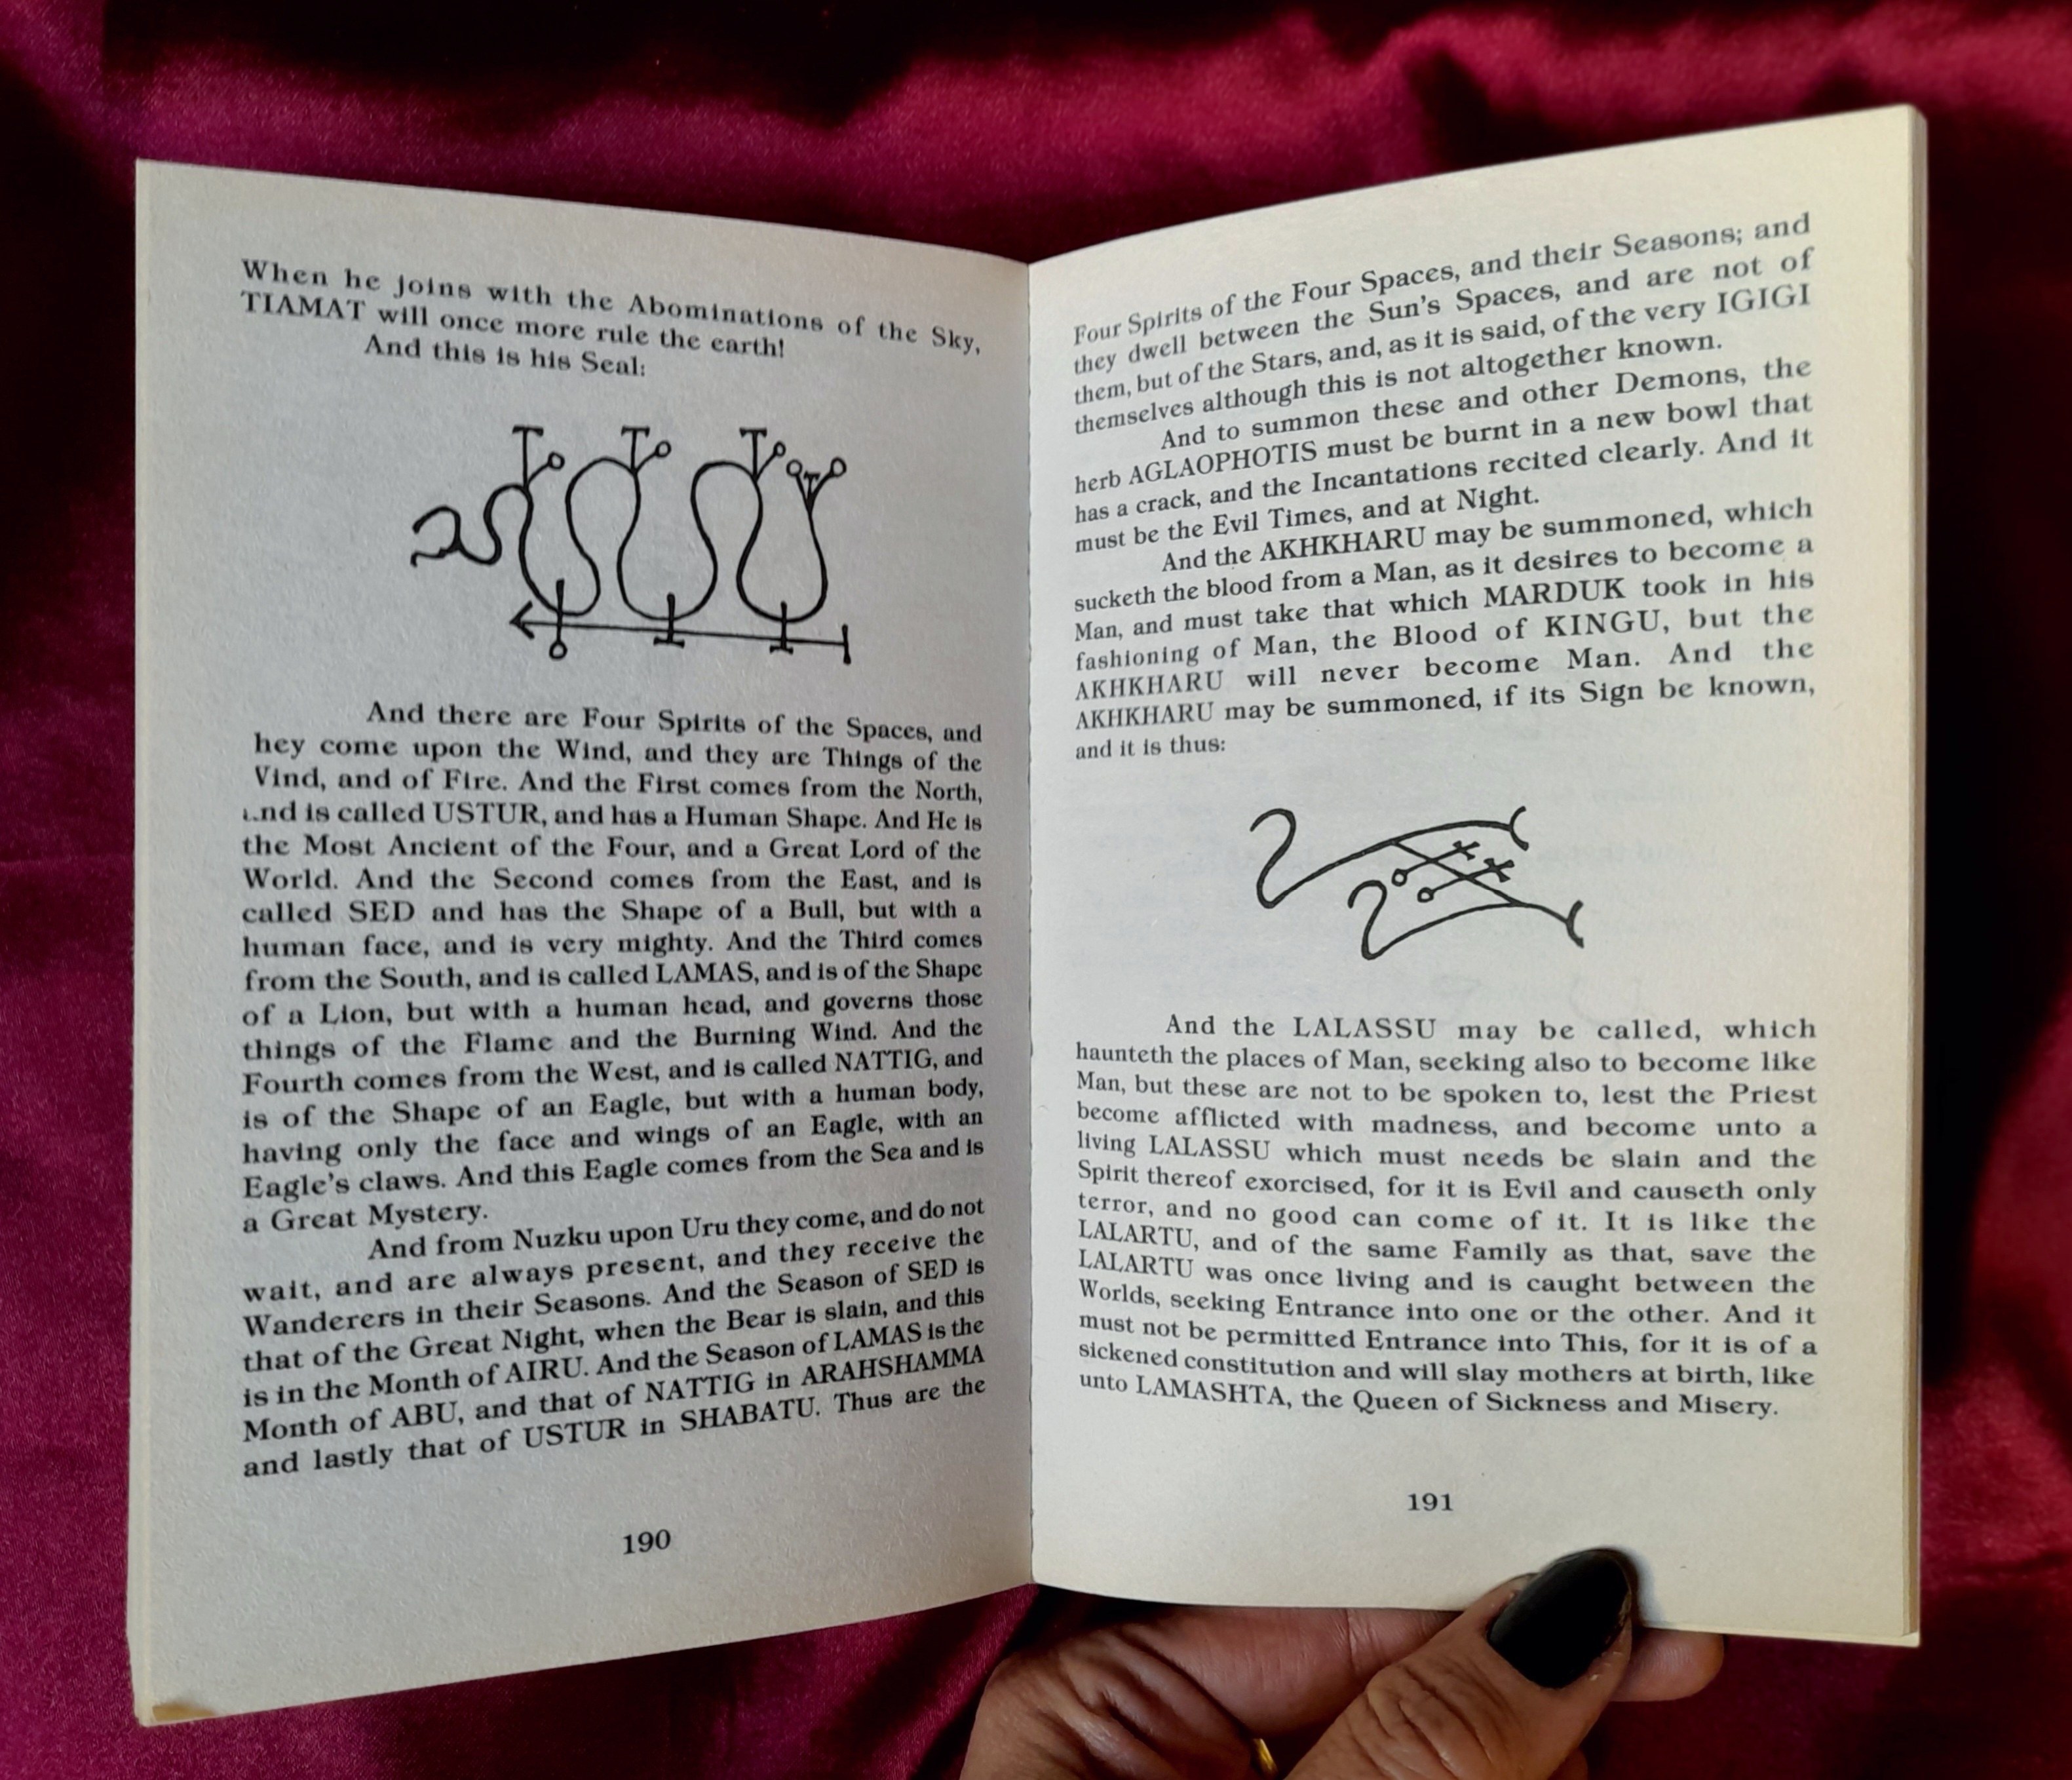 When he joins with the Abominations of the Sky,
TIAMAT will once more rule the earth!
And this is his Seal:
And there are Four Spirits of the Spaces, and
hey come upon the Wind, and they are Things of the
Vind, and of Fire. And the First comes from the North,
nd is called USTUR, and has a Human Shape. And He is
the Most Ancient of the Four, and a Great Lord of the
World. And the Second comes from the East, and is
called SED and has the Shape of a Bull, but with a
human face, and is very mighty. And the Third comes
from the South, and is called LAMAS, and is of the Shape
of a Lion, but with a human head, and governs those
things of the Flame and the Burning Wind. And the
Fourth comes from the West, and is called NATTIG, and
is of the Shape of an Eagle, but with a human body,
having only the face and wings of an Eagle, with an
Eagle's claws. And this Eagle comes from the Sea and is
a Great Mystery.
And from Nuzku upon Uru they come, and do not
wait, and are always present, and they receive the
Wanderers in their Seasons. And the Season of SED is
that of the Great Night, when the Bear is slain, and this
is in the Month of AIRU. And the Season of LAMAS is the
Month of ABU, and that of NATTIG in ARAHSHAMMA
and lastly that of USTUR in SHABATU. Thus are the
190
Four Spirits of the Four Spaces, and their Seasons; and
they dwell between the Sun's Spaces, and are not of
them, but of the Stars, and, as it is said, of the very IGIGI
themselves although this is not altogether known.
And to summon these and other Demons, the
herb AGLAOPHOTIS must be burnt in a new bowl that
has a crack, and the Incantations recited clearly. And it
must be the Evil Times, and at Night.
And the AKHKHARU may be summoned, which
sucketh the blood from a Man, as it desires to become a
Man, and must take that which MARDUK took in his
fashioning of Man, the Blood of KINGU, but the
AKHKHARU will never become Man. And the
AKHKHARU may be summoned, if its Sign be known,
and it is thus:
And the LALASSU may be called, which
haunteth the places of Man, seeking also to become like
Man, but these are not to be spoken to, lest the Priest
become afflicted with madness, and become unto a
living LALASSU which must needs be slain and the
Spirit thereof exorcised, for it is Evil and causeth only
terror, and no good can come of it. It is like the
LALARTU, and of the same Family as that, save the
LALARTU was once living and is caught between the
Worlds, seeking Entrance into one or the other. And it
must not be permitted Entrance into This, for it is of a
sickened constitution and will slay mothers at birth, like
unto LAMASHTA, the Queen of Sickness and Misery.
191